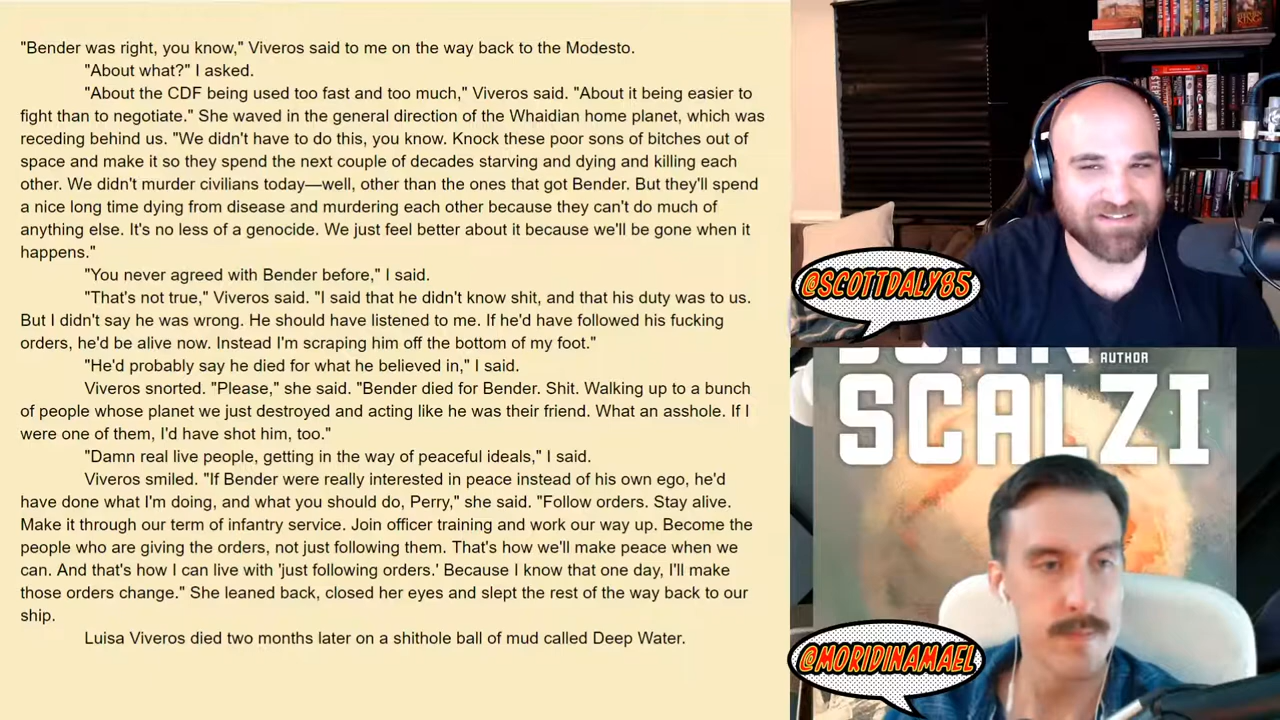 "Bender was right, you know," Viveros said to me on the way back to the Modesto.
"About what?" I asked.
"About the CDF being used too fast and too much," Viveros said. "About it being easier to
fight than to negotiate." She waved in the general direction of the Whaidian home planet, which was
receding behind us. "We didn't have to do this, you know. Knock these poor sons of bitches out of
space and make it so they spend the next couple of decades starving and dying and killing each
other. We didn't murder civilians today—well, other than the ones that got Bender. But they'll spend
a nice long time dying from disease and murdering each other because they can't do much of
anything else. It's no less of a genocide. We just feel better about it because we'll be gone when it
happens."
"You never agreed with Bender before," I said.
"That's not true," Viveros said. "I said that he didn't know shit, and that his duty was to us.
But I didn't say he was wrong. He should have listened to me. If he'd have followed his fucking
orders, he'd be alive now. Instead I'm scraping him off the bottom of my foot."
"He'd probably say he died for what he believed in," I said.
Viveros snorted. "Please," she said. "Bender died for Bender. Shit. Walking up to a bunch
of people whose planet we just destroyed and acting like he was their friend. What an asshole. If I
were one of them, I'd have shot him, too."
"Damn real live people, getting in the way of peaceful ideals," I said.
Viveros smiled. "If Bender were really interested in peace instead of his own ego, he'd
have done what I'm doing, and what you should do, Perry," she said. "Follow orders. Stay alive.
Make it through our term of infantry service. Join officer training and work our way up. Become the
people who are giving the orders, not just following them. That's how we'll make peace when we
can. And that's how I can live with 'just following orders.' Because I know that one day, I'll make
those orders change." She leaned back, closed her eyes and slept the rest of the way back to our
ship.
Luisa Viveros died two months later on a shithole ball of mud called Deep Water.
KING
@SCOTTDALY85
JOHN
AUTHOR
SCALZI
@MORIDINAMAEL